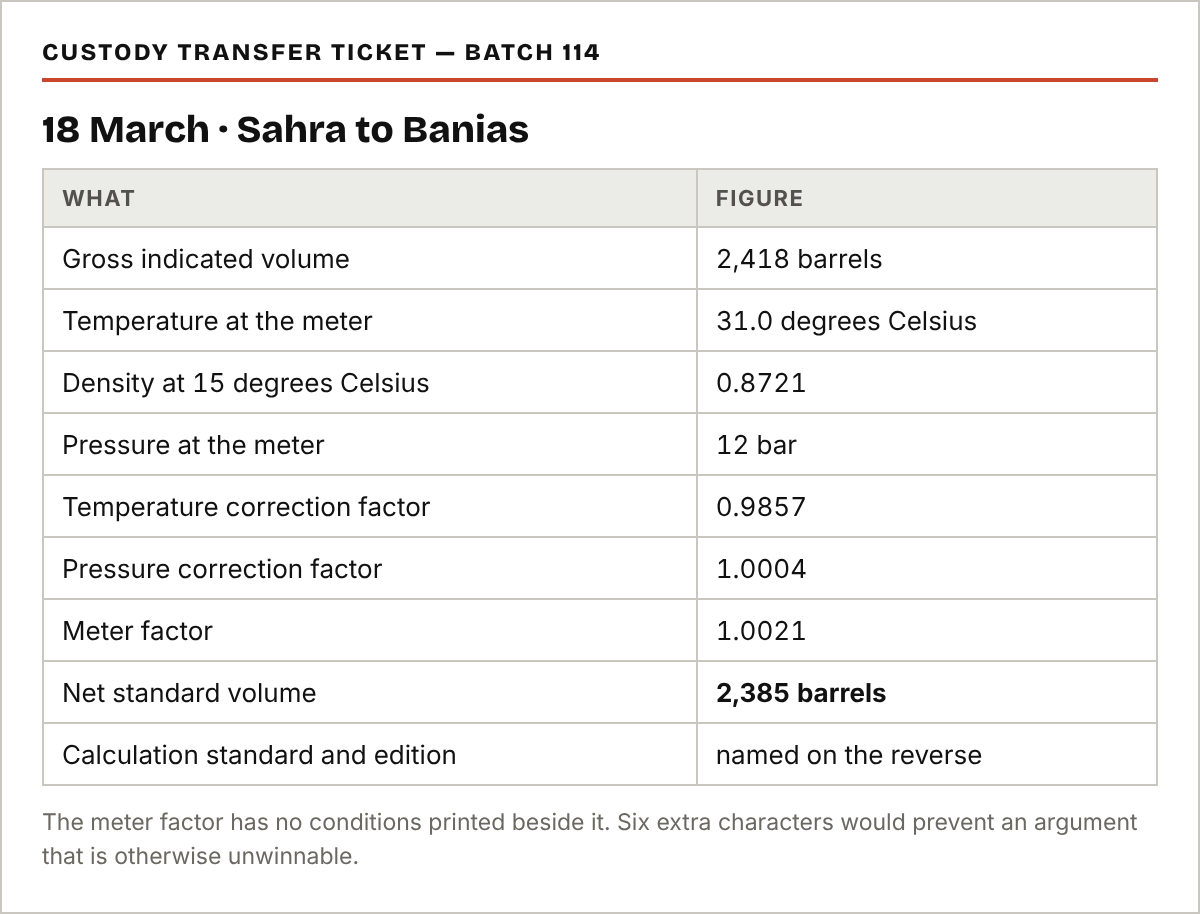 CUSTODY TRANSFER TICKET — BATCH 114
18 March · Sahra to Banias
WHAT FIGURE
Gross indicated volume 2,418 barrels
Temperature at the meter 31.0 degrees Celsius
Density at 15 degrees Celsius 0.8721
Pressure at the meter 12 bar
Temperature correction factor 0.9857
Pressure correction factor 1.0004
Meter factor 1.0021
Net standard volume 2,385 barrels
Calculation standard and edition named on the reverse
The meter factor has no conditions printed beside it. Six extra characters would prevent an argument
that is otherwise unwinnable.